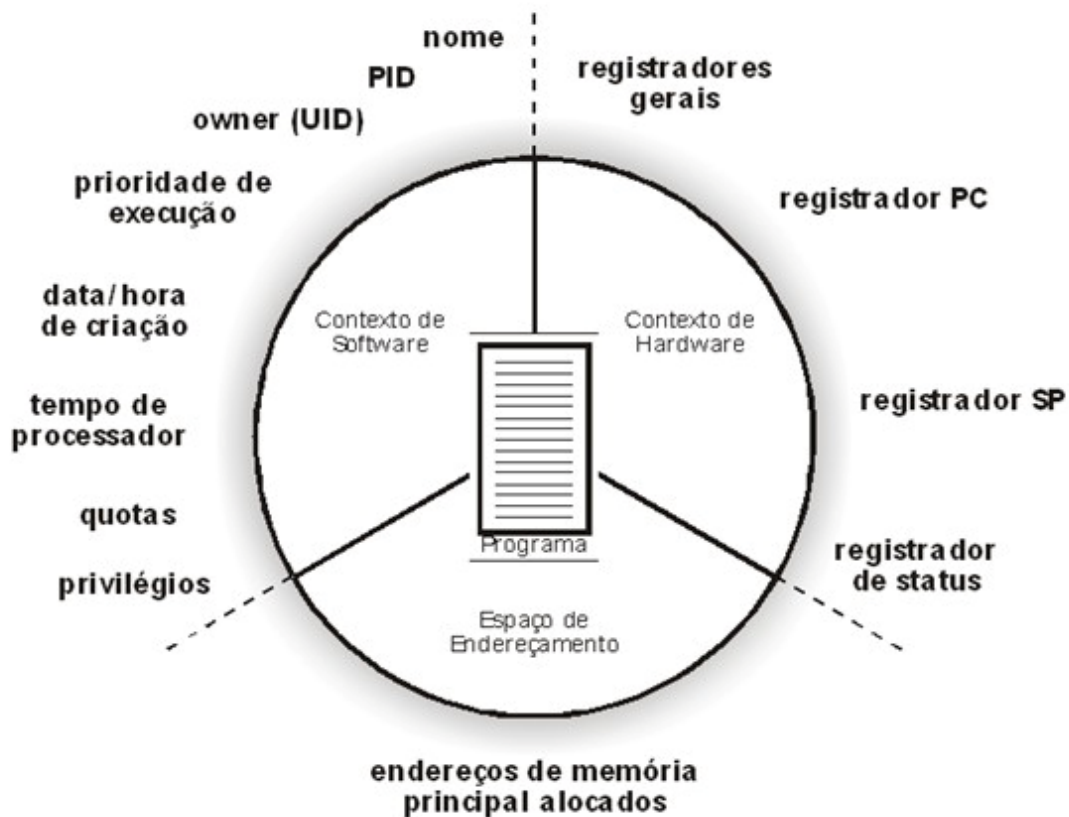 nome
PID
owner (UID)
prioridade de
execução
data/hora
de criação
tempo de
processador
quotas
privilégios
registradores
gerais
registrador PC
registrador SP
registrador
de status
Contexto de
Software
Contexto de
Hardware
Programa
Espaço de
Endereçamento
endereços de memória
principal alocados